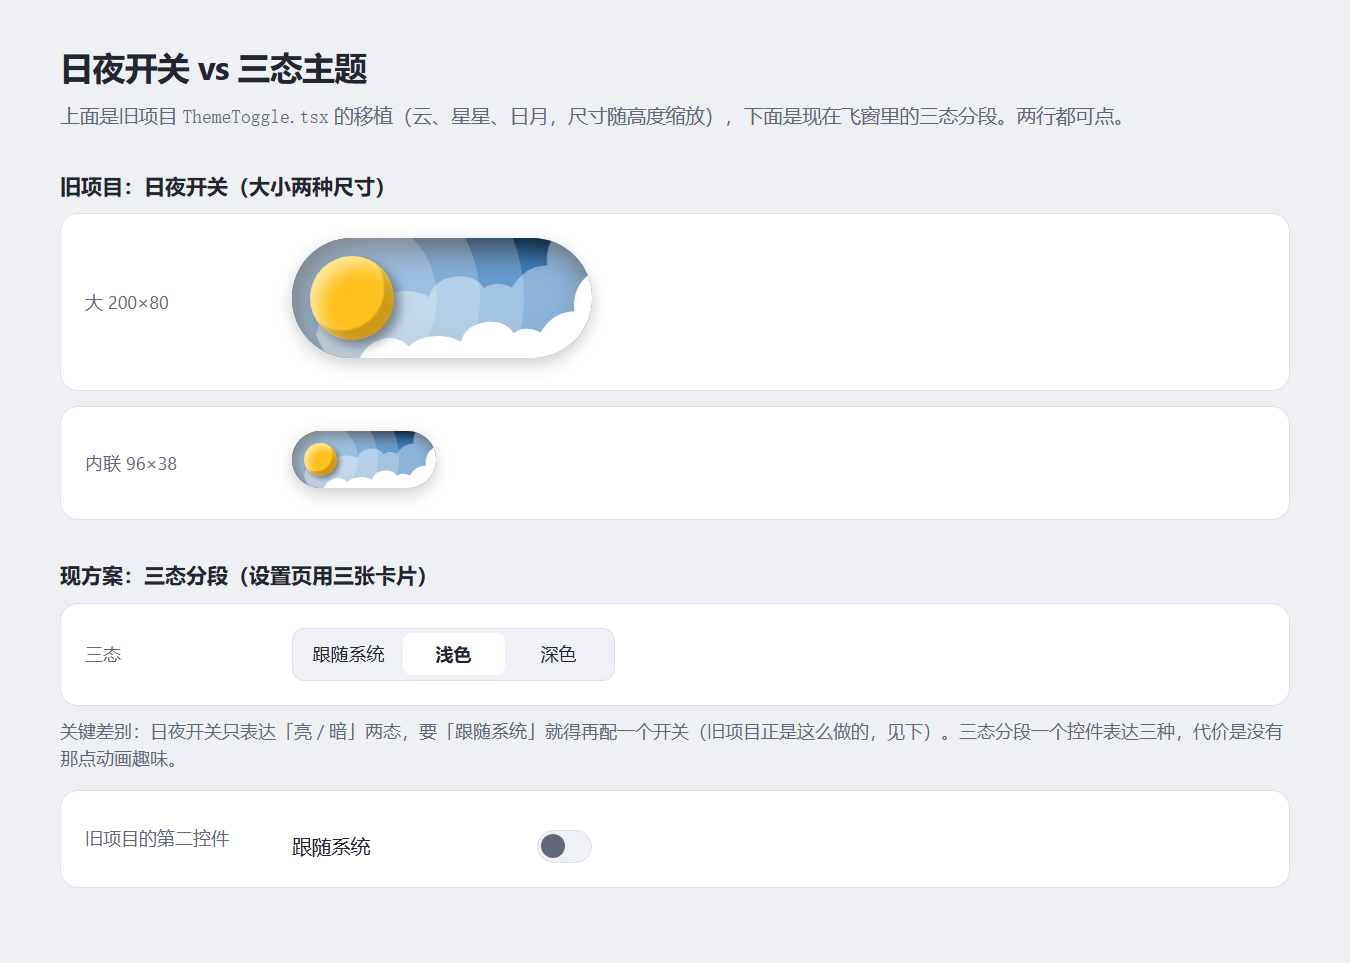 日夜开关 vs 三态主题
上面是旧项目 ThemeToggle.tsx 的移植（云、星星、日月，尺寸随高度缩放），下面是现在飞窗里的三态分段。两行都可点。
旧项目：日夜开关（大小两种尺寸）
大 200×80
内联 96×38
现方案：三态分段（设置页用三张卡片）
三态 跟随系统 浅色 深色
关键差别：日夜开关只表达「亮 / 暗」两态，要「跟随系统」就得再配一个开关（旧项目正是这么做的，见下）。三态分段一个控件表达三种，代价是没有
那点动画趣味。
旧项目的第二控件 跟随系统